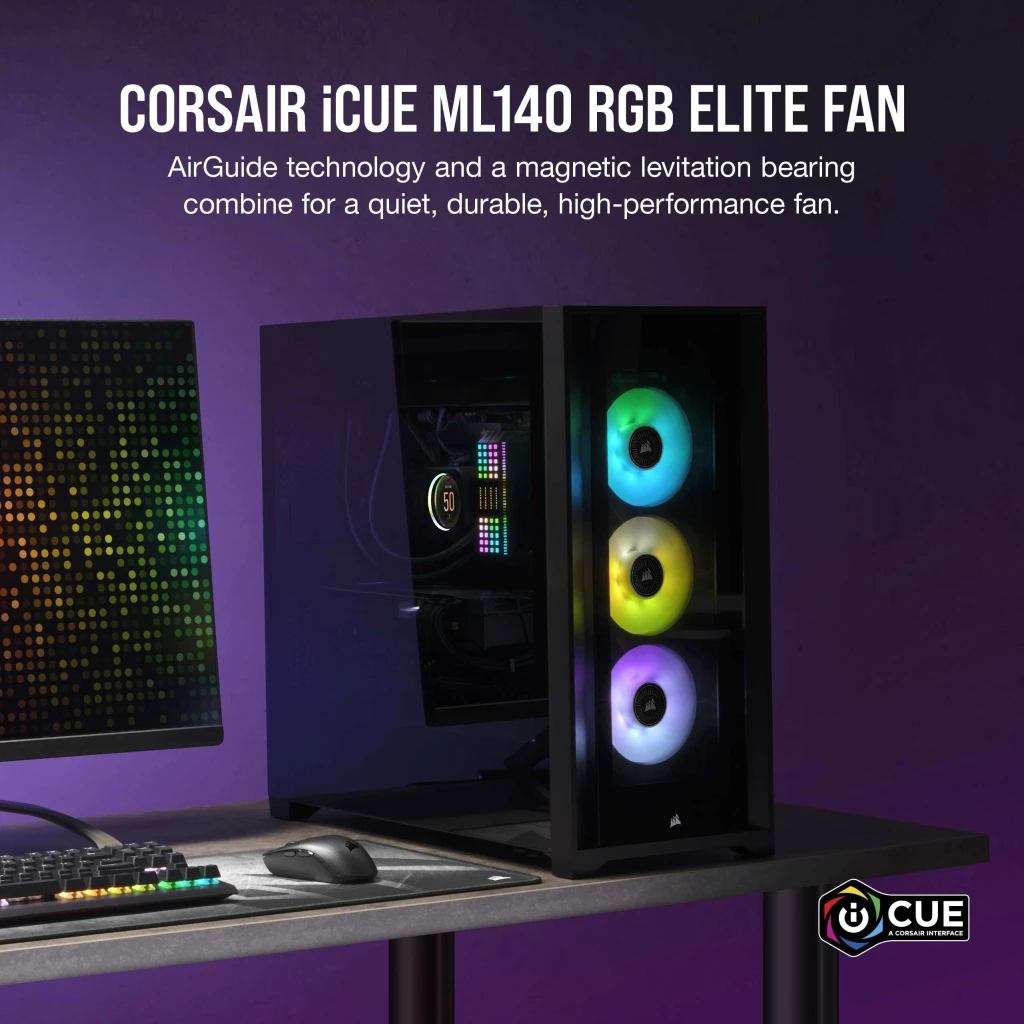 CORSAIR iCUE ML140 RGB ELITE FAN
AirGuide technology and a magnetic levitation bearing
combine for a quiet, durable, high-performance fan.
50
i CUE
A CORSAIR INTERFACE